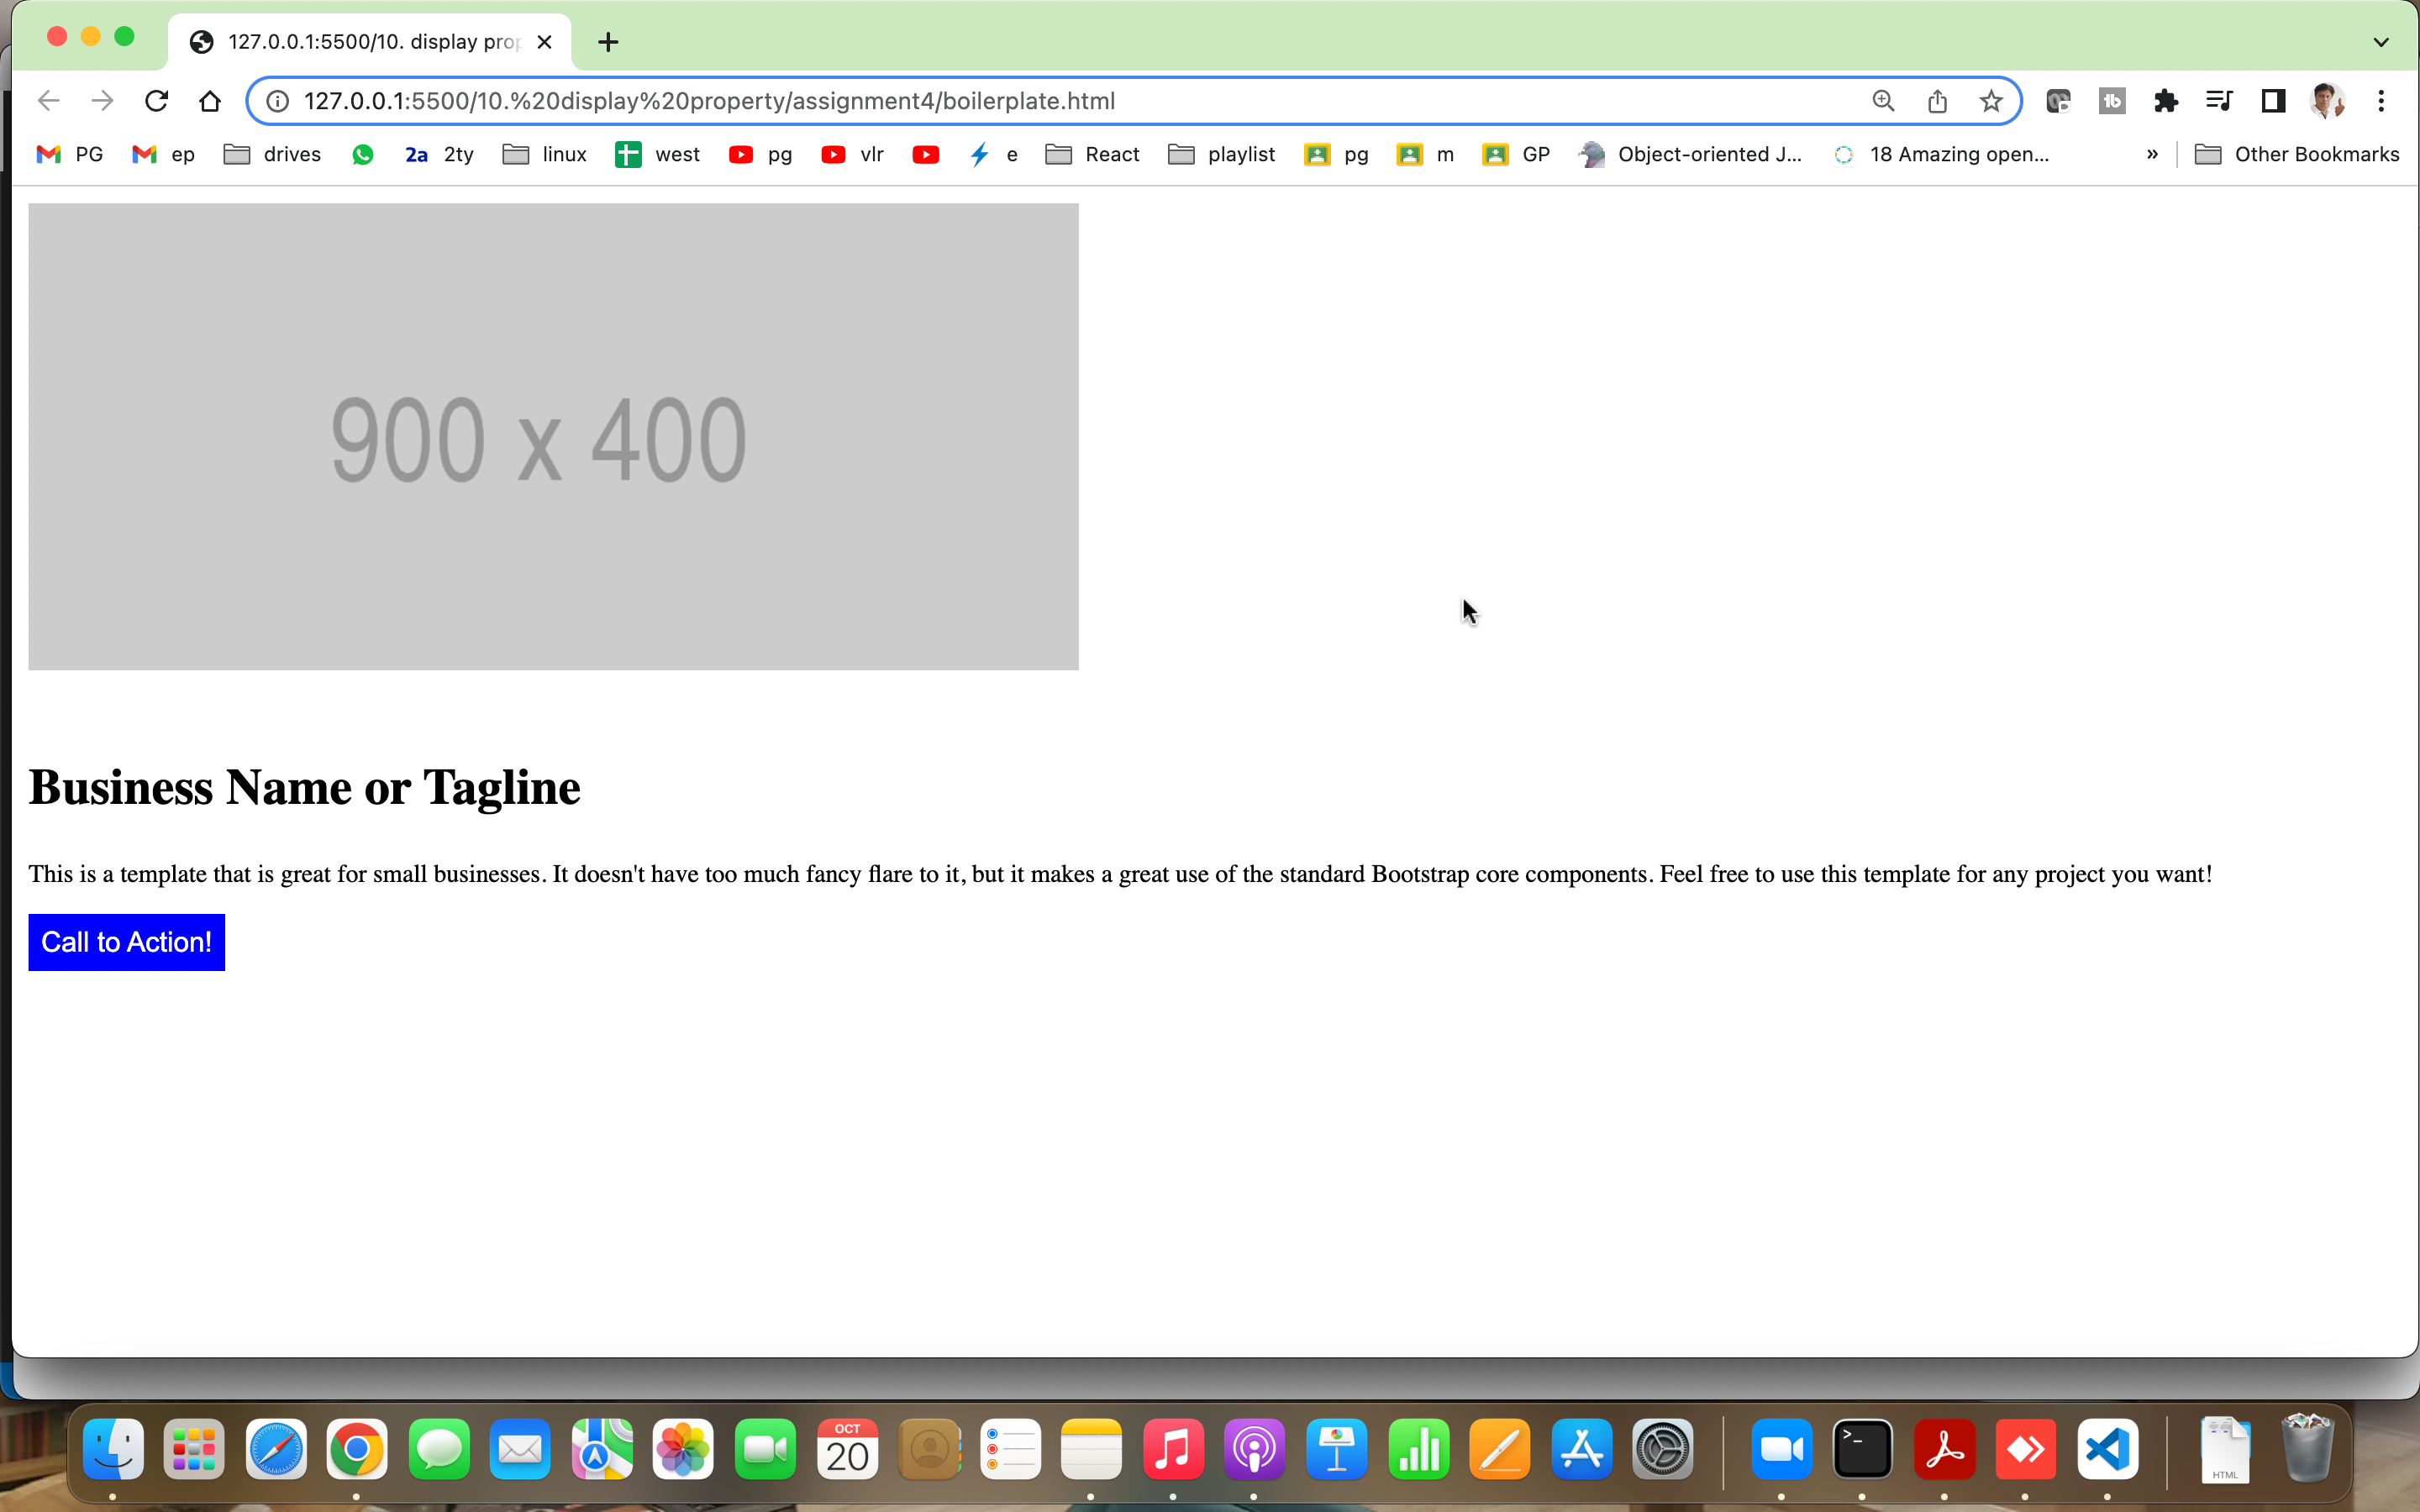 127.0.0.1:5500/10. display prop
127.0.0.1:5500/10.%20display%20property/assignment4/boilerplate.html
PG ep drives 2a 2ty linux west pg vlr e React playlist pg m GP Object-oriented J... 18 Amazing open... » Other Bookmarks
900 x 400
Business Name or Tagline
This is a template that is great for small businesses. It doesn't have too much fancy flare to it, but it makes a great use of the standard Bootstrap core components. Feel free to use this template for any project you want!
Call to Action!
OCT
20
HTML